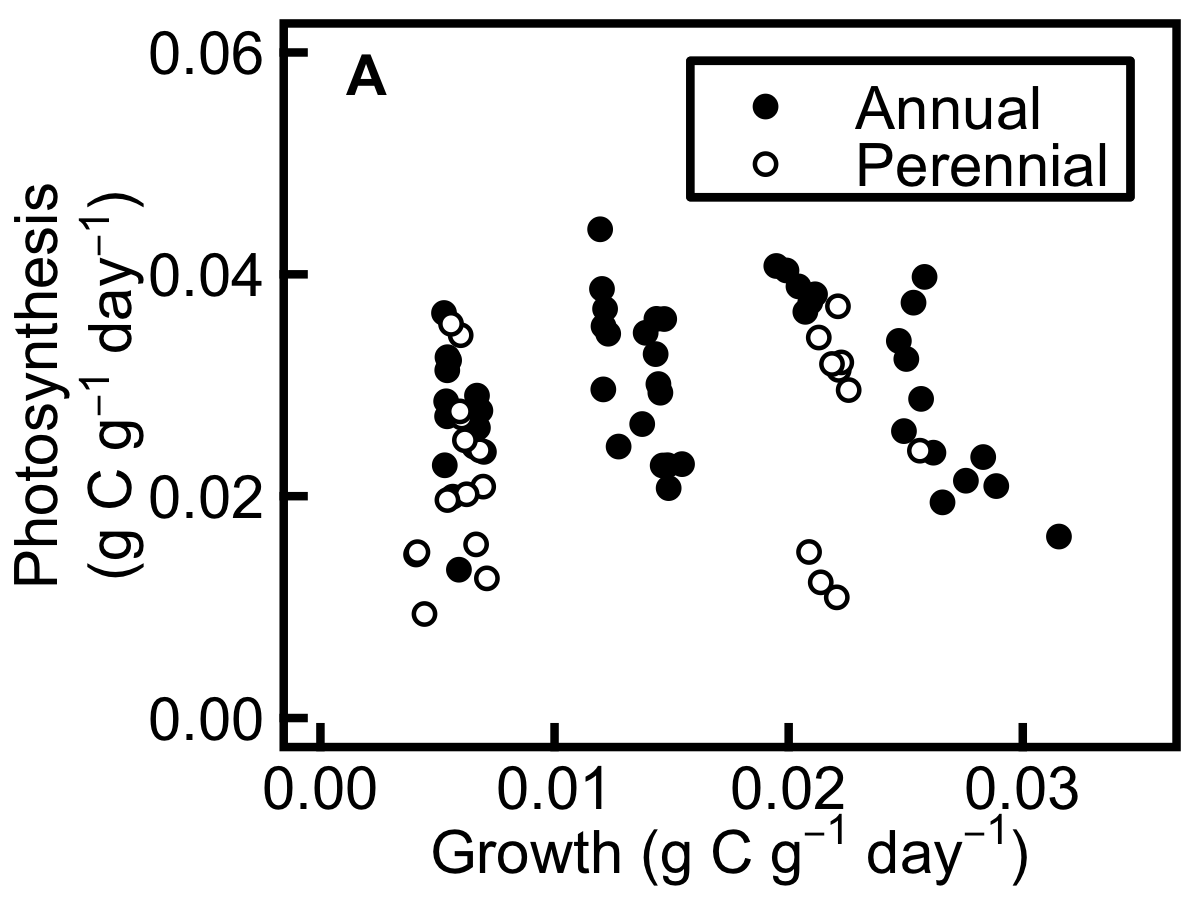 A
Annual
Perennial
0.06
0.04
0.02
0.00
Photosynthesis
(g C g⁻¹ day⁻¹)
0.00 0.01 0.02 0.03
Growth (g C g⁻¹ day⁻¹)